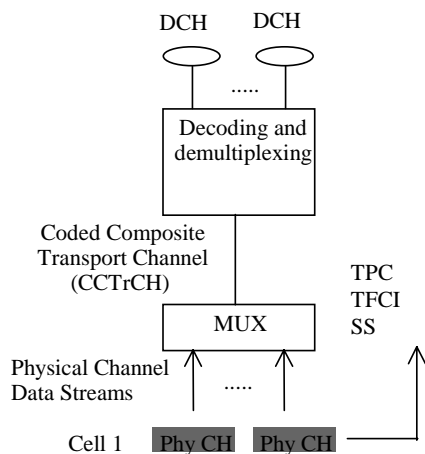 DCH
DCH
.....
Decoding and
demultiplexing
Coded Composite
Transport Channel
(CCTrCH)
TPC
TFCI
SS
MUX
Physical Channel
Data Streams
.....
Cell 1
Phy CH
Phy CH